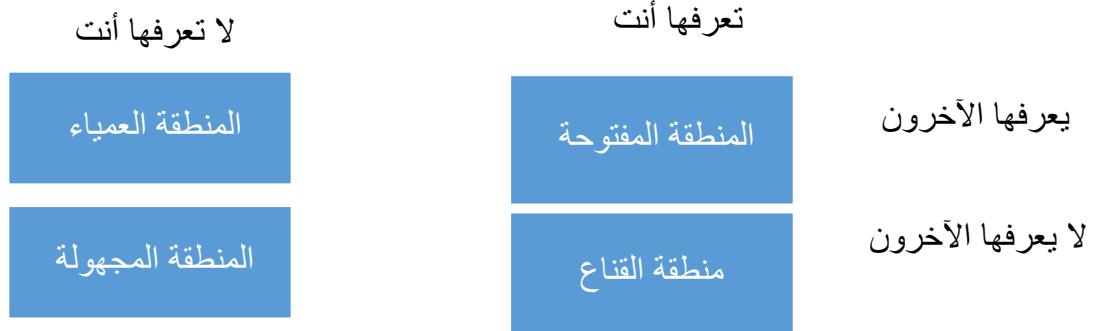 تعرفها أنت
لا تعرفها أنت
يعرفها الآخرون
المنطقة المفتوحة
المنطقة العمياء
لا يعرفها الآخرون
منطقة القناع
المنطقة المجهولة